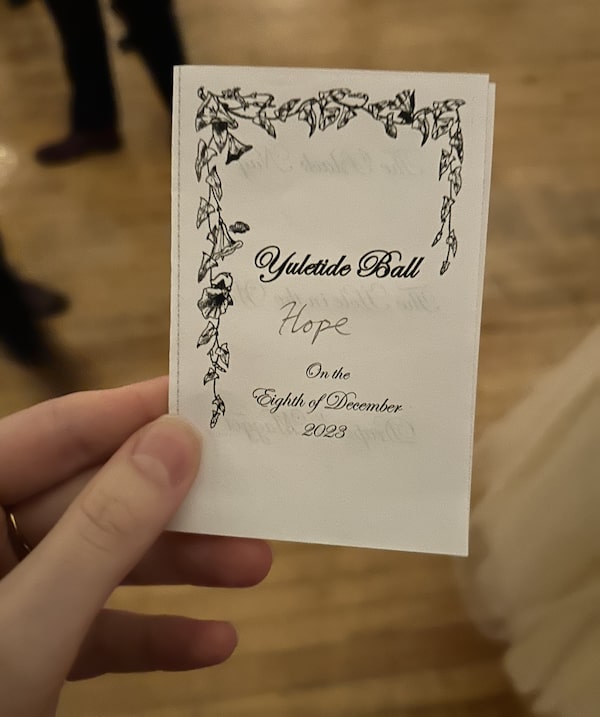 Yuletide Ball
Hope
On the
Eighth of December
2023